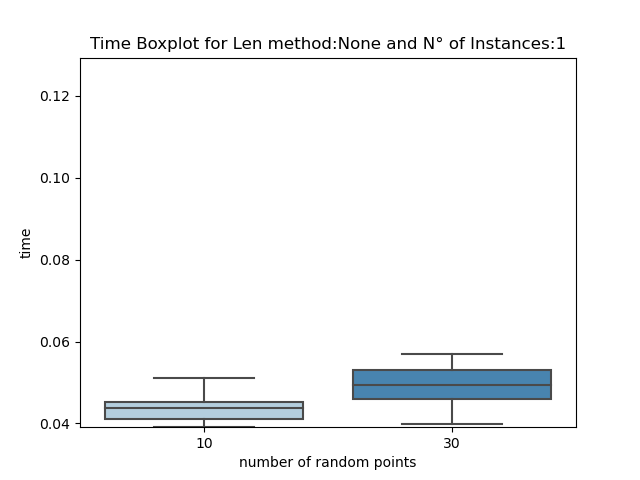 Time Boxplot for Len method:None and N° of Instances:1
0.12
0.10
0.08
0.06
0.04
time
10
30
number of random points